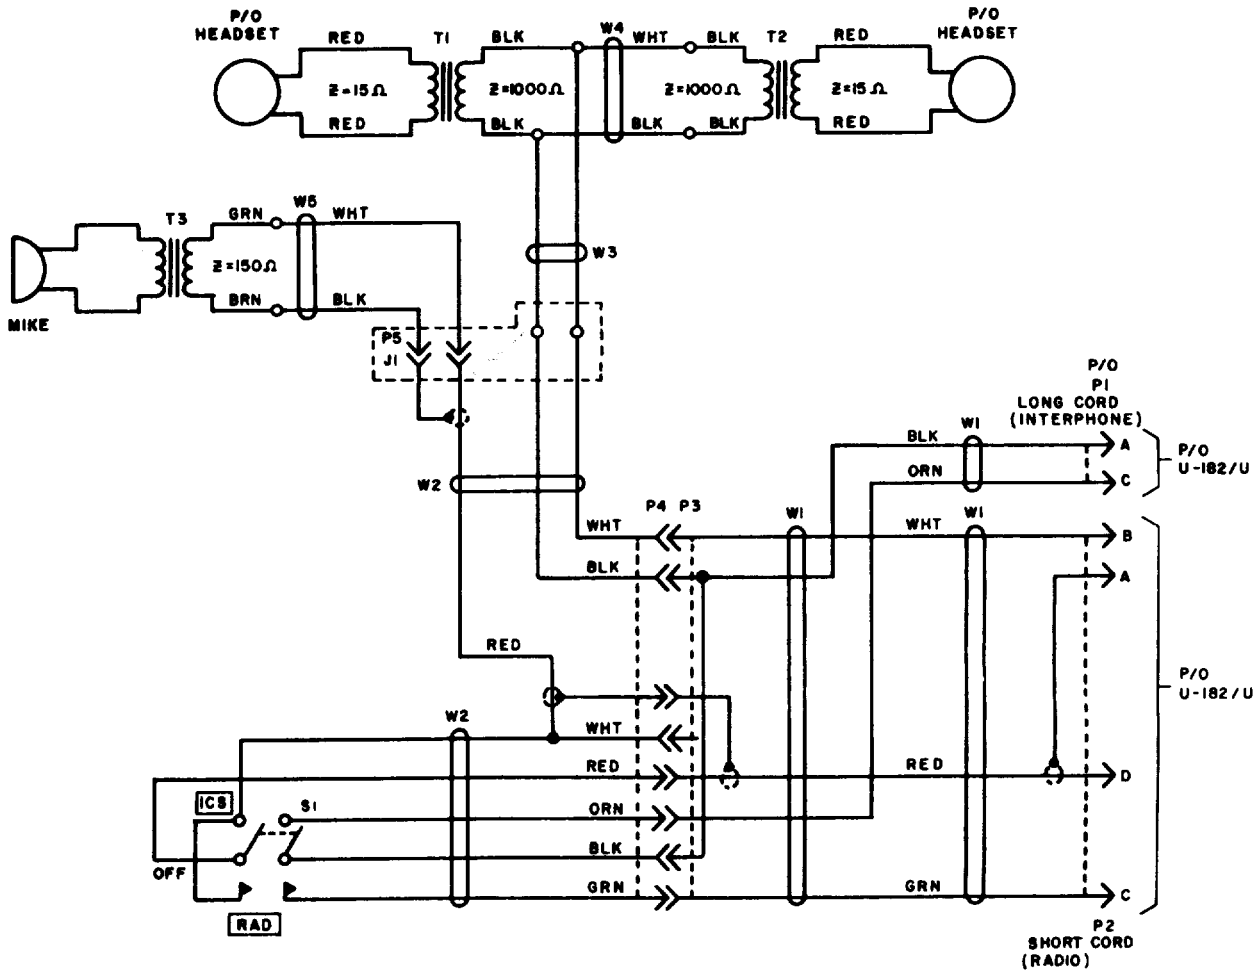 P/O
HEADSET
RED
T1
BLK
W4
WHT
BLK
T2
RED
P/O
HEADSET
Z=15Ω
Z=1000Ω
Z=1000Ω
Z=15Ω
RED
BLK
BLK
BLK
RED
T3
GRN
W5
WHT
Z=150Ω
W3
BRN
BLK
MIKE
P5
J1
P/O
P1
LONG CORD
(INTERPHONE)
BLK
W1
A
P/O
U-182/U
ORN
C
W2
P4
P3
W1
W1
WHT
WHT
B
BLK
A
RED
P/O
U-182/U
W2
WHT
RED
RED
D
ICS
S1
ORN
BLK
OFF
GRN
GRN
C
RAD
P2
SHORT CORD
(RADIO)